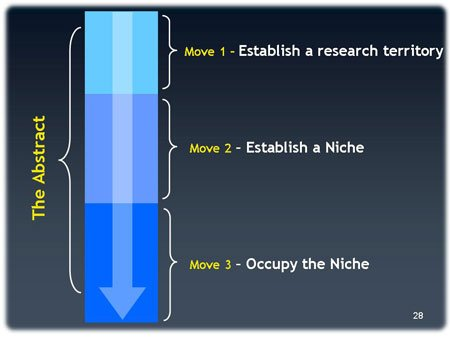 The Abstract
Move 1 – Establish a research territory
Move 2 – Establish a Niche
Move 3 – Occupy the Niche
28